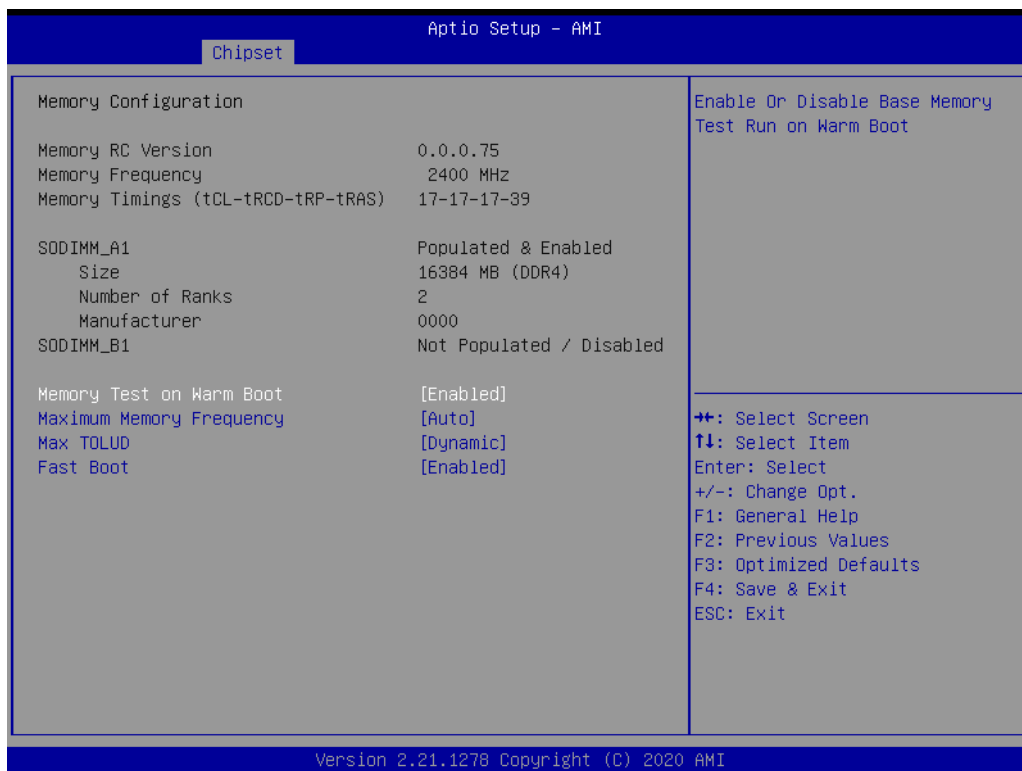 Aptio Setup - AMI
Chipset
Memory Configuration
Memory RC Version 0.0.0.75
Memory Frequency 2400 MHz
Memory Timings (tCL-tRCD-tRP-tRAS) 17-17-17-39
SODIMM_A1 Populated & Enabled
Size 16384 MB (DDR4)
Number of Ranks 2
Manufacturer 0000
SODIMM_B1 Not Populated / Disabled
Memory Test on Warm Boot [Enabled]
Maximum Memory Frequency [Auto]
Max TOLUD [Dynamic]
Fast Boot [Enabled]
Enable Or Disable Base Memory
Test Run on Warm Boot
→←: Select Screen
↑↓: Select Item
Enter: Select
+/-: Change Opt.
F1: General Help
F2: Previous Values
F3: Optimized Defaults
F4: Save & Exit
ESC: Exit
Version 2.21.1278 Copyright (C) 2020 AMI